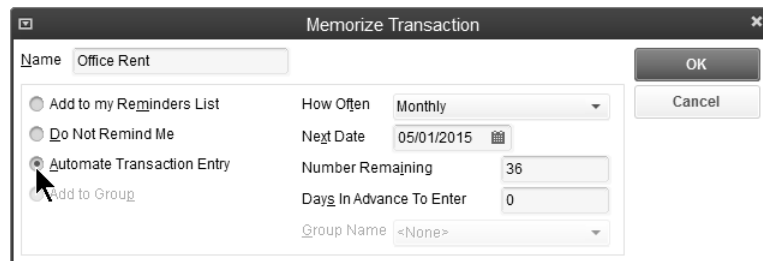 Memorize Transaction
Name Office Rent
OK
Cancel
Add to my Reminders List
Do Not Remind Me
Automate Transaction Entry
Add to Group
How Often Monthly
Next Date 05/01/2015
Number Remaining 36
Days In Advance To Enter 0
Group Name <None>